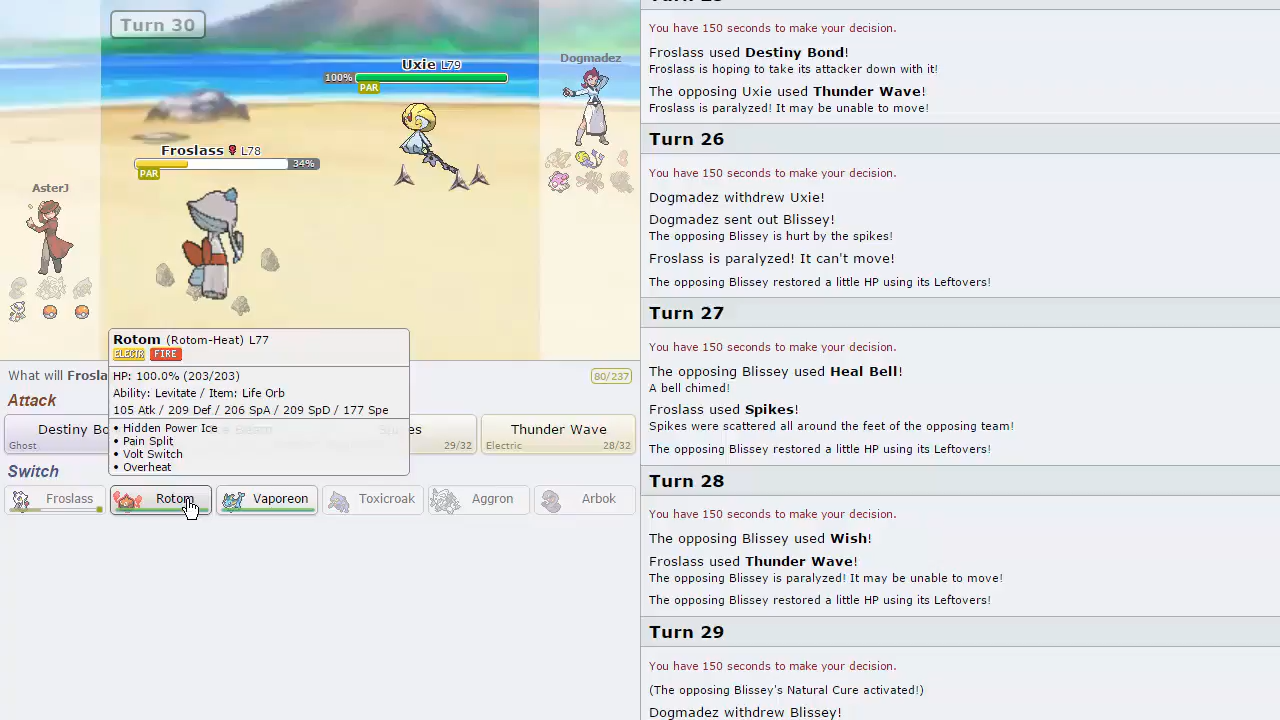 Turn 30
Uxie L79
100%
PAR
Dogmadez
Froslass L78
34%
PAR
AsterJ
Rotom (Rotom-Heat) L77
ELECTR FIRE
HP: 100.0% (203/203)
Ability: Levitate / Item: Life Orb
105 Atk / 209 Def / 206 SpA / 209 SpD / 177 Spe
• Hidden Power Ice
• Pain Split
• Volt Switch
• Overheat
What will Frosla
80/237
Attack
Destiny Bo
Ghost
es
29/32
Thunder Wave
Electric 28/32
Switch
Froslass
Rotom
Vaporeon
Toxicroak
Aggron
Arbok
You have 150 seconds to make your decision.
Froslass used Destiny Bond!
Froslass is hoping to take its attacker down with it!
The opposing Uxie used Thunder Wave!
Froslass is paralyzed! It may be unable to move!
Turn 26
You have 150 seconds to make your decision.
Dogmadez withdrew Uxie!
Dogmadez sent out Blissey!
The opposing Blissey is hurt by the spikes!
Froslass is paralyzed! It can't move!
The opposing Blissey restored a little HP using its Leftovers!
Turn 27
You have 150 seconds to make your decision.
The opposing Blissey used Heal Bell!
A bell chimed!
Froslass used Spikes!
Spikes were scattered all around the feet of the opposing team!
The opposing Blissey restored a little HP using its Leftovers!
Turn 28
You have 150 seconds to make your decision.
The opposing Blissey used Wish!
Froslass used Thunder Wave!
The opposing Blissey is paralyzed! It may be unable to move!
The opposing Blissey restored a little HP using its Leftovers!
Turn 29
You have 150 seconds to make your decision.
(The opposing Blissey's Natural Cure activated!)
Dogmadez withdrew Blissey!